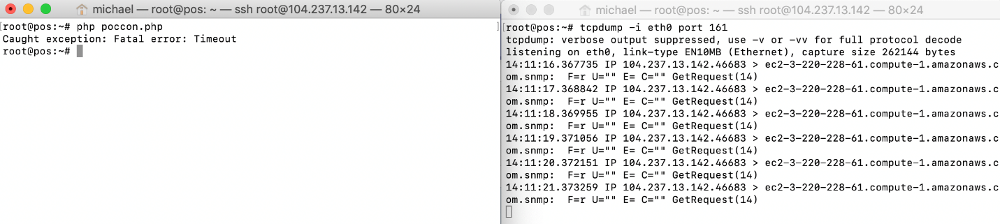 michael — root@pos: ~ — ssh root@104.237.13.142 — 80×24
[root@pos:~# php poccon.php ]
Caught exception: Fatal error: Timeout
root@pos:~#
michael — root@pos: ~ — ssh root@104.237.13.142 — 80×24
[root@pos:~# tcpdump -i eth0 port 161
tcpdump: verbose output suppressed, use -v or -vv for full protocol decode
listening on eth0, link-type EN10MB (Ethernet), capture size 262144 bytes
14:11:16.367735 IP 104.237.13.142.46683 > ec2-3-220-228-61.compute-1.amazonaws.c
om.snmp:  F=r U="" E= C="" GetRequest(14)
14:11:17.368842 IP 104.237.13.142.46683 > ec2-3-220-228-61.compute-1.amazonaws.c
om.snmp:  F=r U="" E= C="" GetRequest(14)
14:11:18.369955 IP 104.237.13.142.46683 > ec2-3-220-228-61.compute-1.amazonaws.c
om.snmp:  F=r U="" E= C="" GetRequest(14)
14:11:19.371056 IP 104.237.13.142.46683 > ec2-3-220-228-61.compute-1.amazonaws.c
om.snmp:  F=r U="" E= C="" GetRequest(14)
14:11:20.372151 IP 104.237.13.142.46683 > ec2-3-220-228-61.compute-1.amazonaws.c
om.snmp:  F=r U="" E= C="" GetRequest(14)
14:11:21.373259 IP 104.237.13.142.46683 > ec2-3-220-228-61.compute-1.amazonaws.c
om.snmp:  F=r U="" E= C="" GetRequest(14)